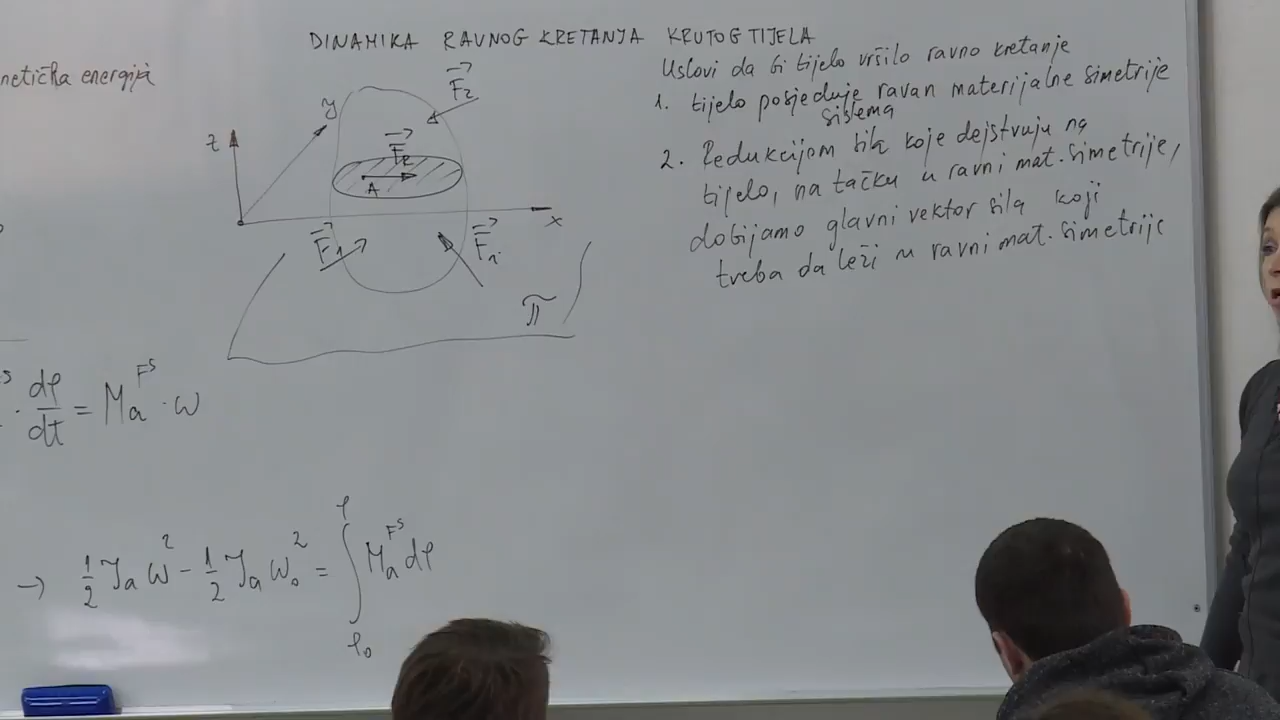 DINAMIKA RAVNOG KRETANJA KRUTOG TIJELA
netička energija
z
y
x
A
F₂
F_R
F₁
F_n
π
Uslovi da bi tijelo vršilo ravno kretanje
1. tijelo posjeduje ravan materijalne simetrije
sistema
2. Redukcijom sila koje dejstvuju na
tijelo, na tačku u ravni mat. simetrije,
dobijamo glavni vektor sila koji
treba da leži u ravni mat. simetrije
· dφ/dt = Ma^Fs · ω
→ 1/2 Ja ω² - 1/2 Ja ω₀² = ∫_φ₀^φ Ma^Fs dφ